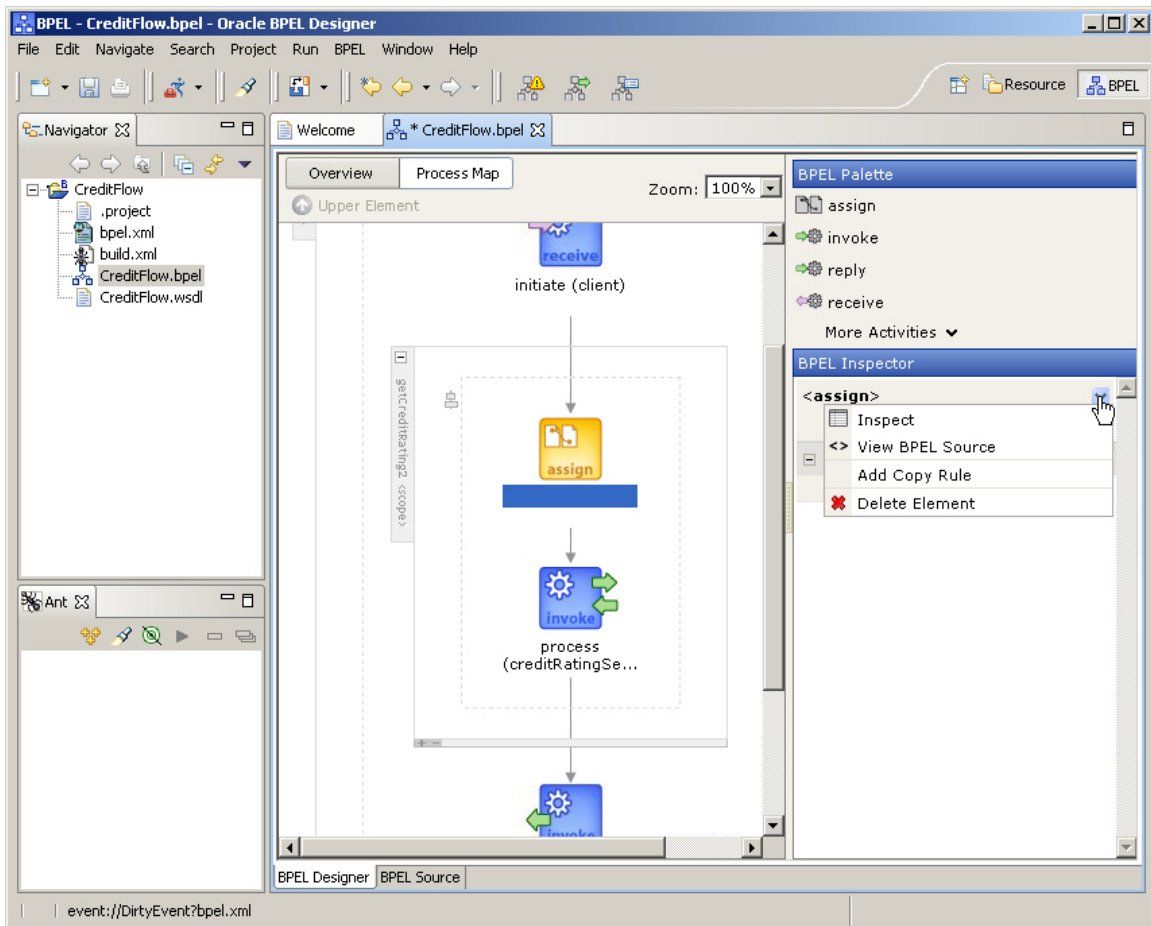 BPEL - CreditFlow.bpel - Oracle BPEL Designer
File Edit Navigate Search Project Run BPEL Window Help
Resource BPEL
Navigator
CreditFlow
.project
bpel.xml
build.xml
CreditFlow.bpel
CreditFlow.wsdl
Ant
Welcome * CreditFlow.bpel
Overview Process Map
Zoom: 100%
Upper Element
receive
initiate (client)
getCreditRating2 <scope>
assign
invoke
process
(creditRatingSe...
invoke
BPEL Palette
assign
invoke
reply
receive
More Activities
BPEL Inspector
<assign>
Inspect
<> View BPEL Source
Add Copy Rule
Delete Element
BPEL Designer BPEL Source
event://DirtyEvent?bpel.xml